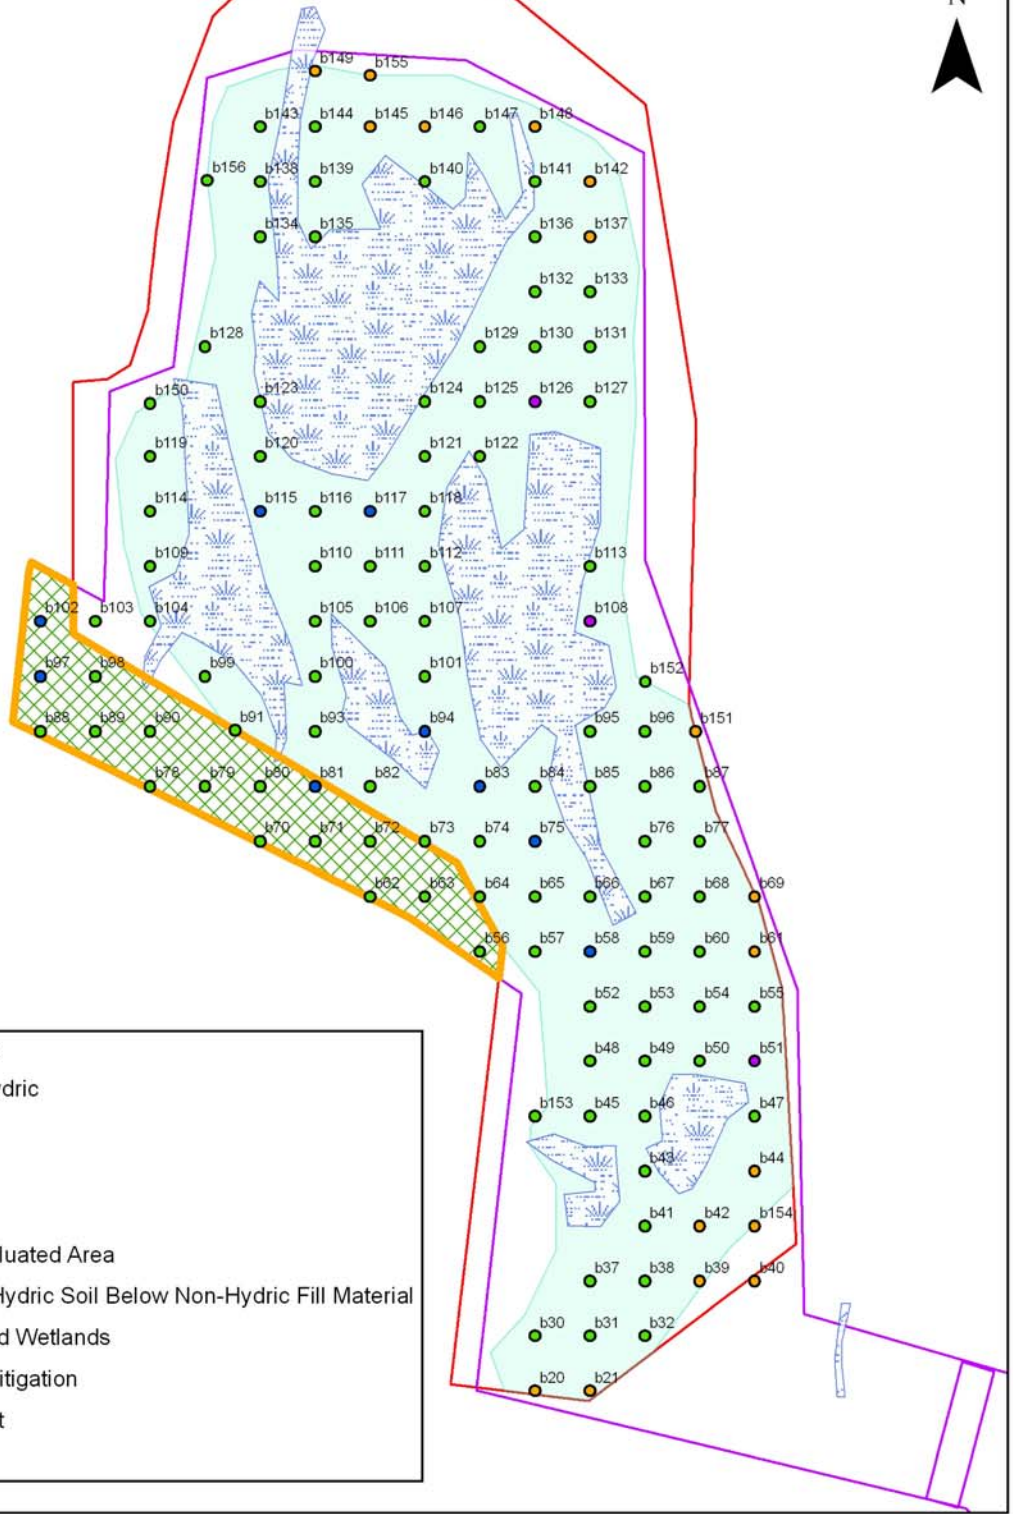 N
b149 b155
b143 b144 b145 b146 b147 b148
b156 b138 b139 b140 b141 b142
b134 b135 b136 b137
b132 b133
b128 b129 b130 b131
b150 b123 b124 b125 b126 b127
b119 b120 b121 b122
b114 b115 b116 b117 b118
b109 b110 b111 b112 b113
b102 b103 b104 b105 b106 b107 b108
b97 b98 b99 b100 b101 b152
b88 b89 b90 b91 b93 b94 b95 b96 b151
b78 b79 b80 b81 b82 b83 b84 b85 b86 b87
b70 b71 b72 b73 b74 b75 b76 b77
b62 b63 b64 b65 b66 b67 b68 b69
b56 b57 b58 b59 b60 b61
b52 b53 b54 b55
b48 b49 b50 b51
b153 b45 b46 b47
b43 b44
b41 b42 b154
b37 b38 b39 b40
b30 b31 b32
b20 b21
dric
luated Area
Hydric Soil Below Non-Hydric Fill Material
d Wetlands
itigation
t